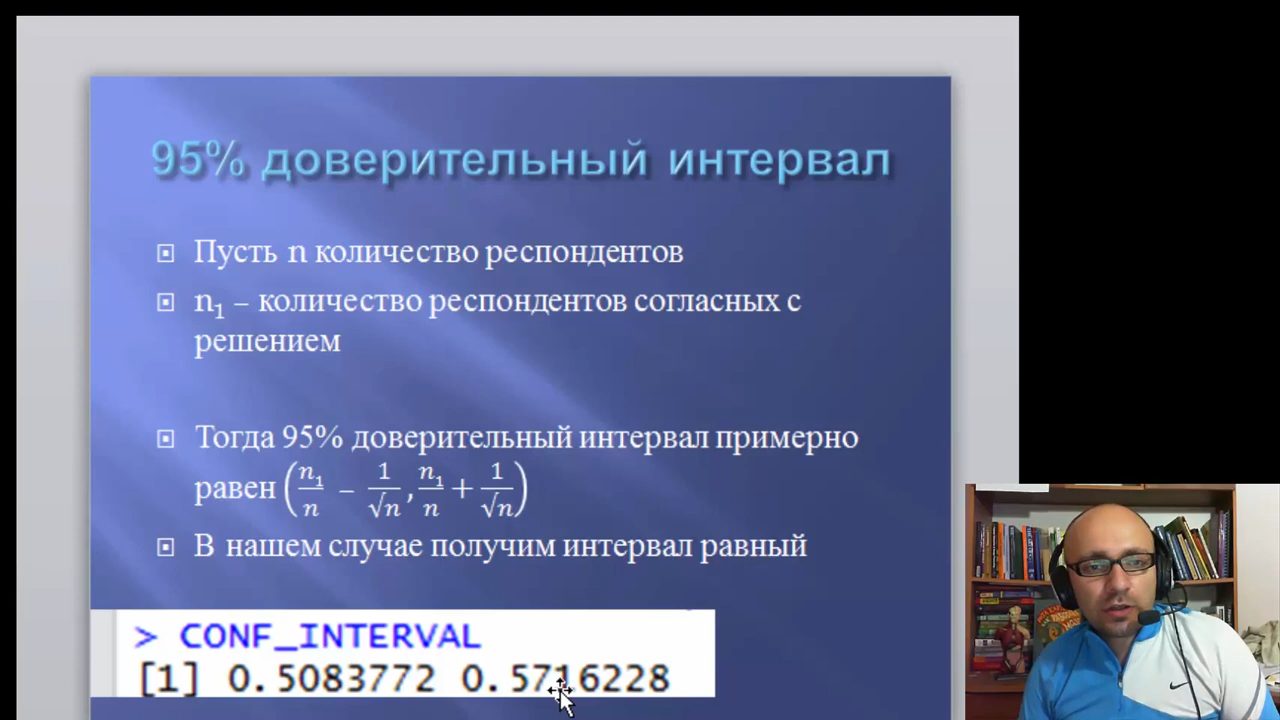 95% доверительный интервал
Пусть n количество респондентов
n₁ – количество респондентов согласных с
решением
Тогда 95% доверительный интервал примерно
равен (n₁/n – 1/√n, n₁/n + 1/√n)
В нашем случае получим интервал равный
> CONF_INTERVAL
[1] 0.5083772 0.5716228